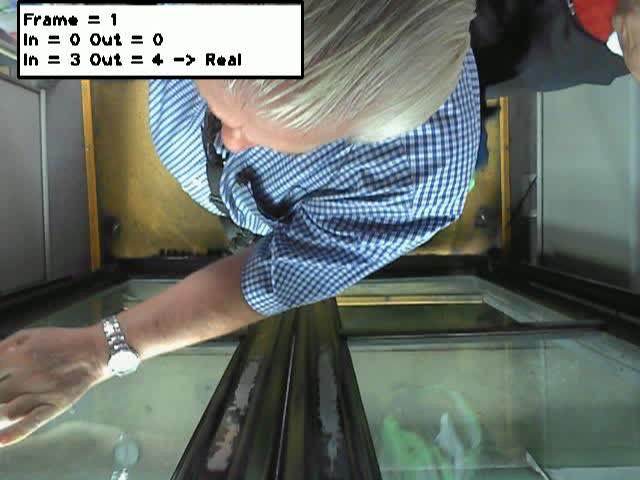 Frame = 1
In = 0 Out = 0
In = 3 Out = 4 -> Real